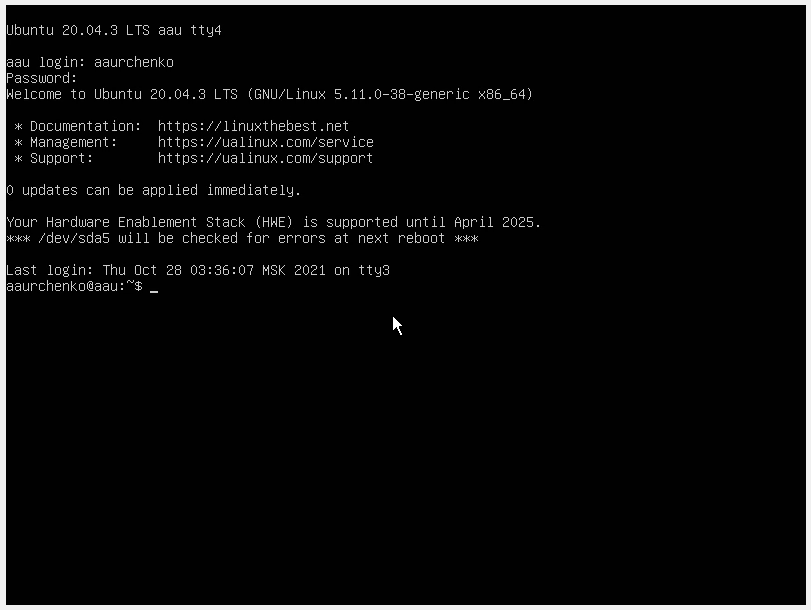 Ubuntu 20.04.3 LTS aau tty4
aau login: aaurchenko
Password:
Welcome to Ubuntu 20.04.3 LTS (GNU/Linux 5.11.0-38-generic x86_64)
* Documentation:  https://linuxthebest.net
* Management:     https://ualinux.com/service
* Support:        https://ualinux.com/support
0 updates can be applied immediately.
Your Hardware Enablement Stack (HWE) is supported until April 2025.
*** /dev/sda5 will be checked for errors at next reboot ***
Last login: Thu Oct 28 03:36:07 MSK 2021 on tty3
aaurchenko@aau:~$ _